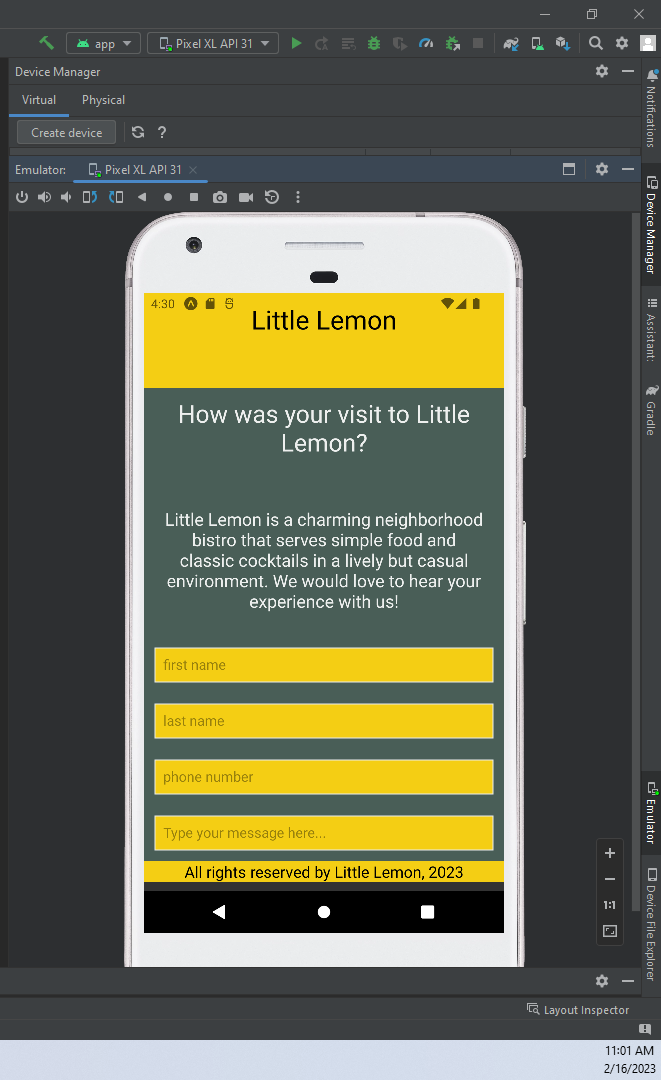 app
Pixel XL API 31
Device Manager
Virtual
Physical
Create device
?
Emulator:
Pixel XL API 31
4:30
Little Lemon
How was your visit to Little
Lemon?
Little Lemon is a charming neighborhood
bistro that serves simple food and
classic cocktails in a lively but casual
environment. We would love to hear your
experience with us!
first name
last name
phone number
Type your message here...
All rights reserved by Little Lemon, 2023
1:1
Notifications
Device Manager
Assistant:
Gradle
Emulator
Device File Explorer
Layout Inspector
11:01 AM
2/16/2023